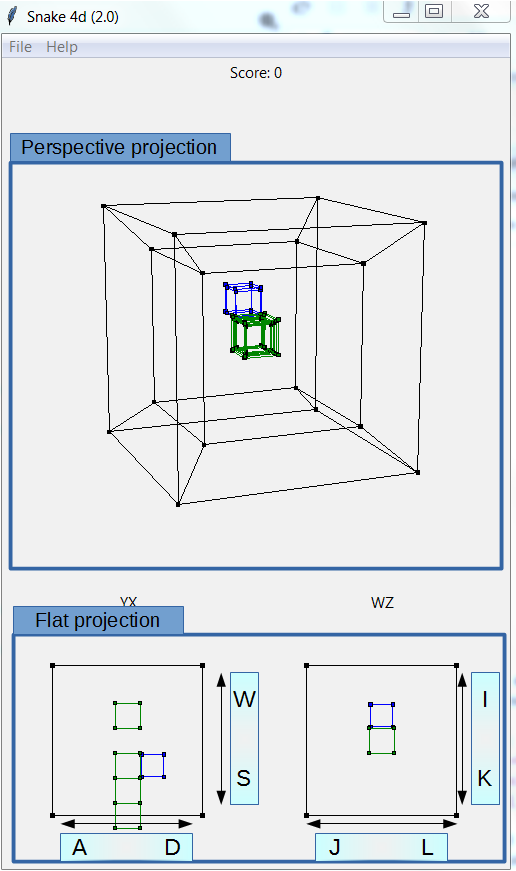 Snake 4d (2.0)
File Help
Score: 0
Perspective projection
YX WZ
Flat projection
W I
S K
A D J L